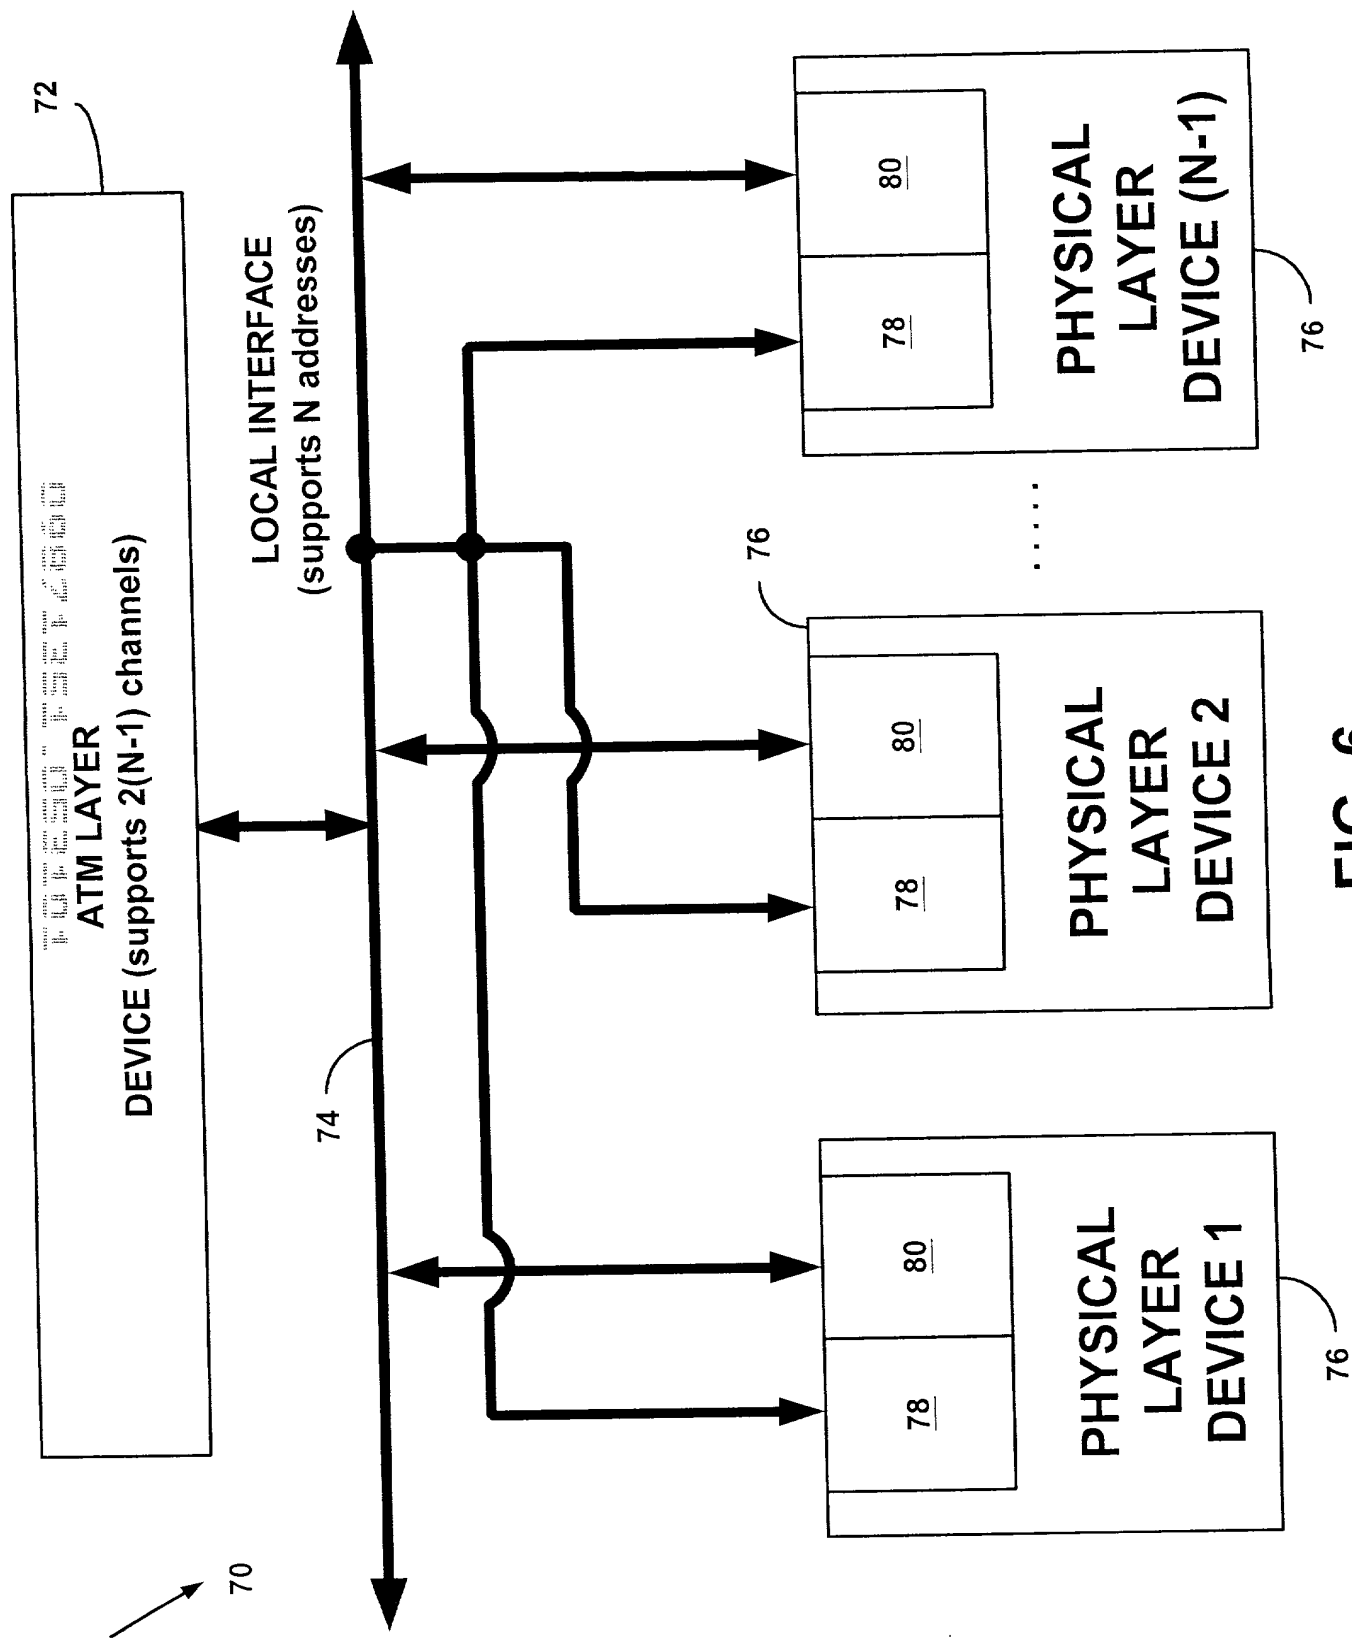 70
72
ATM LAYER
DEVICE (supports 2(N-1) channels)
LOCAL INTERFACE
(supports N addresses)
74
78
80
PHYSICAL
LAYER
DEVICE 1
76
78
80
PHYSICAL
LAYER
DEVICE 2
76
.....
78
80
PHYSICAL
LAYER
DEVICE (N-1)
76
FIG. 6